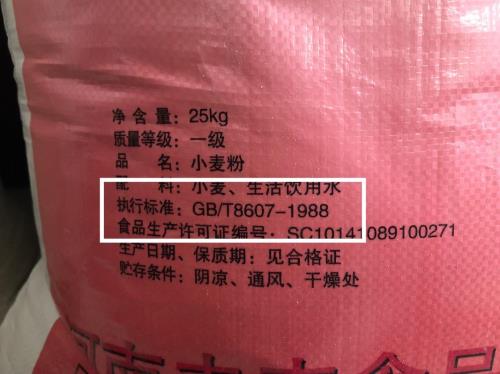 净 含 量：25kg
质量等级：一级
品 名：小麦粉
配 料：小麦、生活饮用水
执行标准：GB/T8607-1988
食品生产许可证编号：SC10141089100271
生产日期、保质期：见合格证
贮存条件：阴凉、通风、干燥处
食品